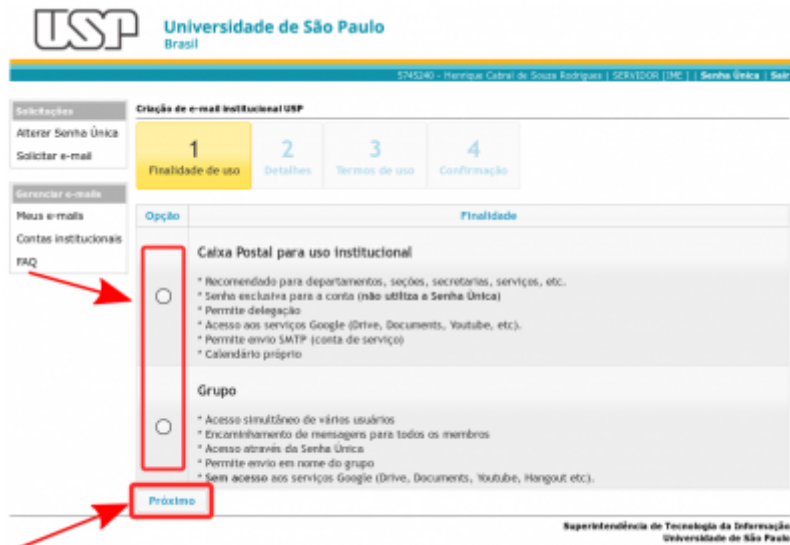 USP
Universidade de São Paulo
Brasil
5745240 - Henrique Cabral de Souza Rodrigues | SERVIDOR [IME ] | Senha Única | Sair
Solicitações
Alterar Senha Única
Solicitar e-mail
Gerenciar e-mails
Meus e-mails
Contas institucionais
FAQ
Criação de e-mail institucional USP
1
Finalidade de uso
2
Detalhes
3
Termos de uso
4
Confirmação
Opção
Finalidade
Caixa Postal para uso institucional
* Recomendado para departamentos, seções, secretarias, serviços, etc.
* Senha exclusiva para a conta (não utiliza a Senha Única)
* Permite delegação
* Acesso aos serviços Google (Drive, Documents, Youtube, etc).
* Permite envio SMTP (conta de serviço)
* Calendário próprio
Grupo
* Acesso simultâneo de vários usuários
* Encaminhamento de mensagens para todos os membros
* Acesso através da Senha Única
* Permite envio em nome do grupo
* Sem acesso aos serviços Google (Drive, Documents, Youtube, Hangout etc).
Próximo
Superintendência de Tecnologia da Informação
Universidade de São Paulo